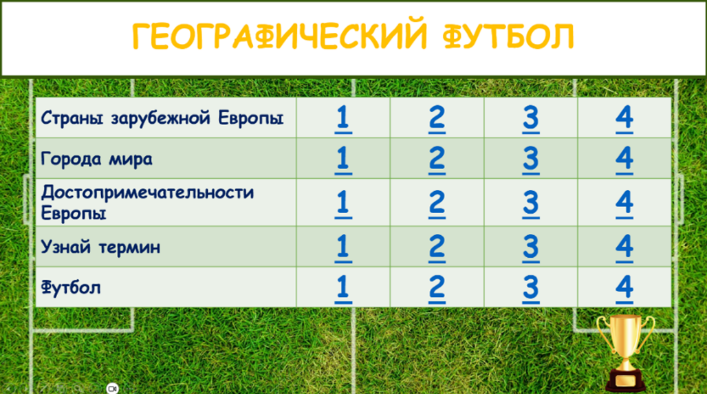 ГЕОГРАФИЧЕСКИЙ ФУТБОЛ
Страны зарубежной Европы 1 2 3 4
Города мира 1 2 3 4
Достопримечательности
Европы 1 2 3 4
Узнай термин 1 2 3 4
Футбол 1 2 3 4